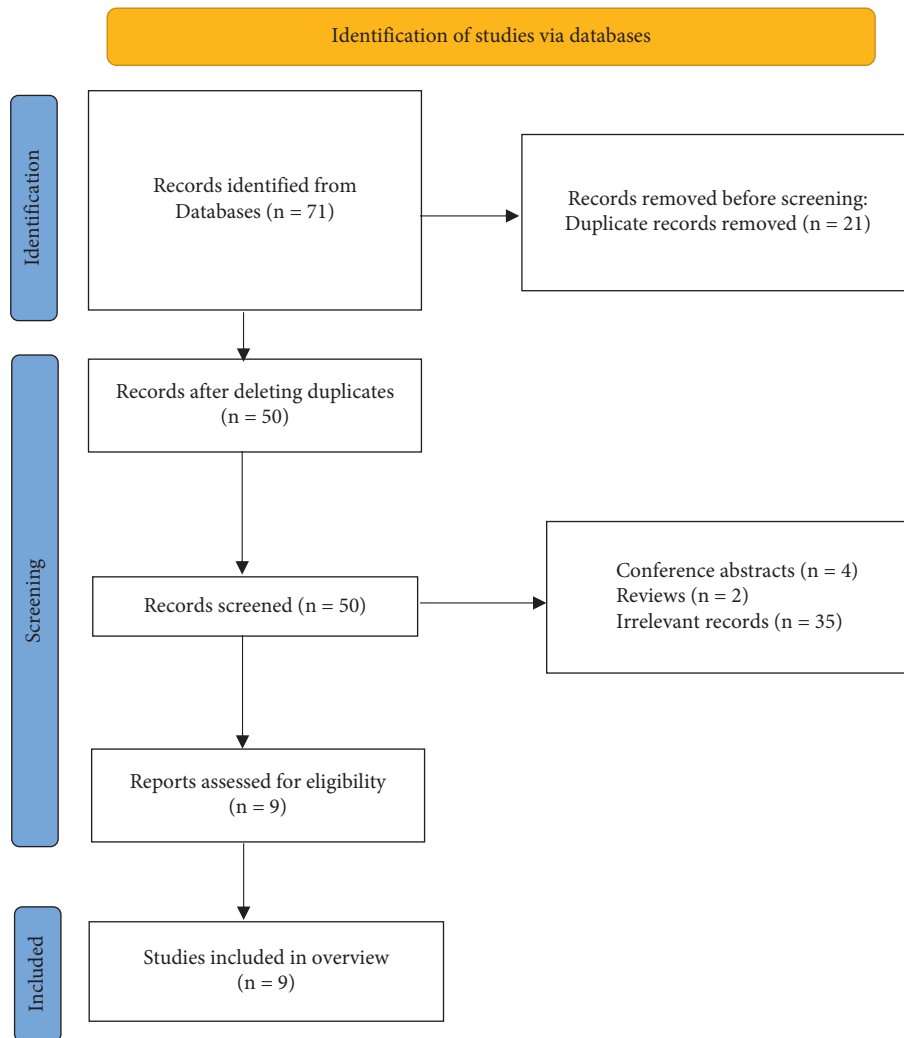 Identification of studies via databases
Identification
Records identified from
Databases (n = 71)
Records removed before screening:
Duplicate records removed (n = 21)
Screening
Records after deleting duplicates
(n = 50)
Records screened (n = 50)
Conference abstracts (n = 4)
Reviews (n = 2)
Irrelevant records (n = 35)
Reports assessed for eligibility
(n = 9)
Included
Studies included in overview
(n = 9)